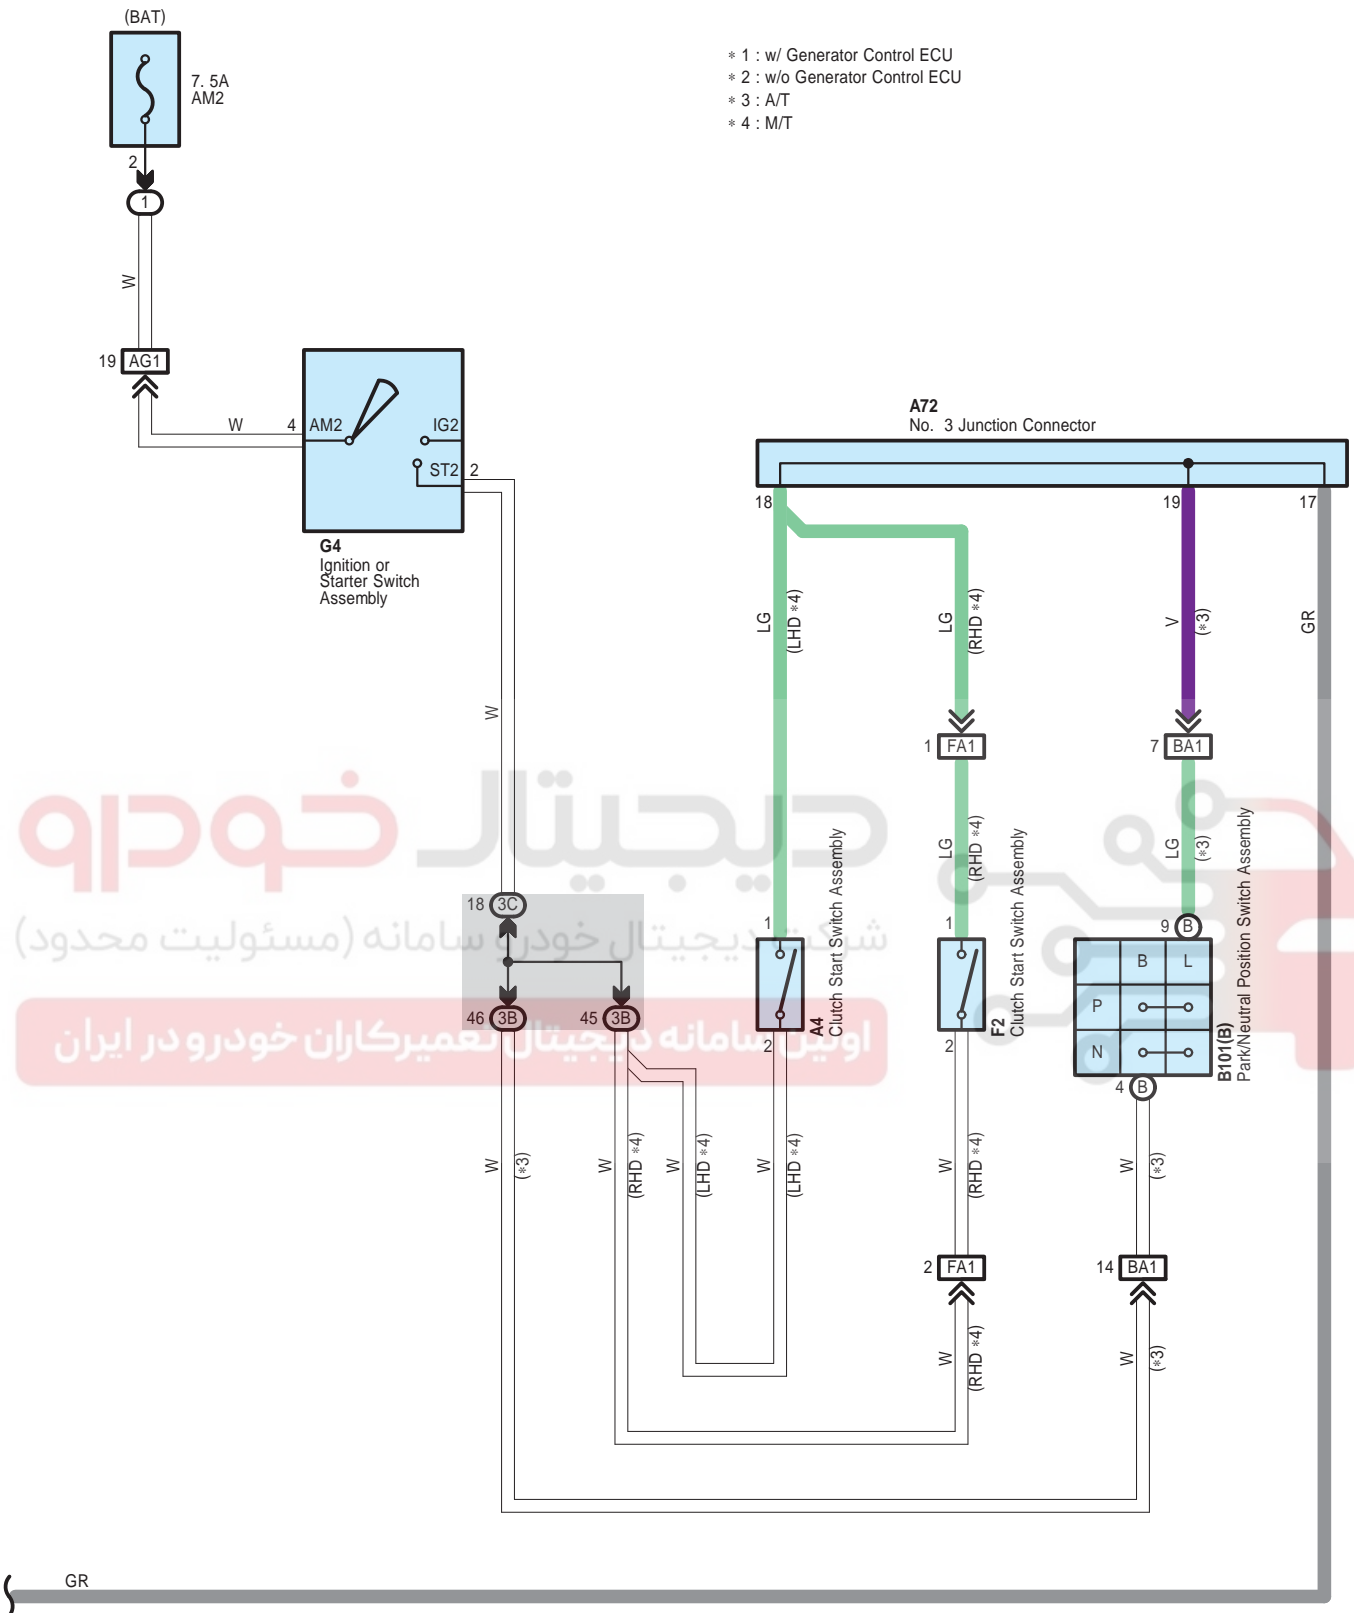 (BAT)
7. 5A
AM2
2
1
W
19 AG1
W
4 AM2
IG2
ST2 2
G4
Ignition or
Starter Switch
Assembly
* 1 : w/ Generator Control ECU
* 2 : w/o Generator Control ECU
* 3 : A/T
* 4 : M/T
A72
No. 3 Junction Connector
18
19
17
LG
(LHD *4)
LG
(RHD *4)
V
(*3)
GR
W
1 FA1
7 BA1
LG
(RHD *4)
LG
(*3)
دیجیتال خودرو
شرکت دیجیتال خودرو سامانه (مسئولیت محدود)
اولین سامانه دیجیتال تعمیرکاران خودرو در ایران
18 3C
46 3B
45 3B
1
2
A4
Clutch Start Switch Assembly
1
2
F2
Clutch Start Switch Assembly
9 B
B L
P
N
4 B
B101(B)
Park/Neutral Position Switch Assembly
W
(*3)
W
(RHD *4)
W
(LHD *4)
W
(LHD *4)
W
(RHD *4)
W
(*3)
2 FA1
14 BA1
W
(RHD *4)
W
(*3)
GR